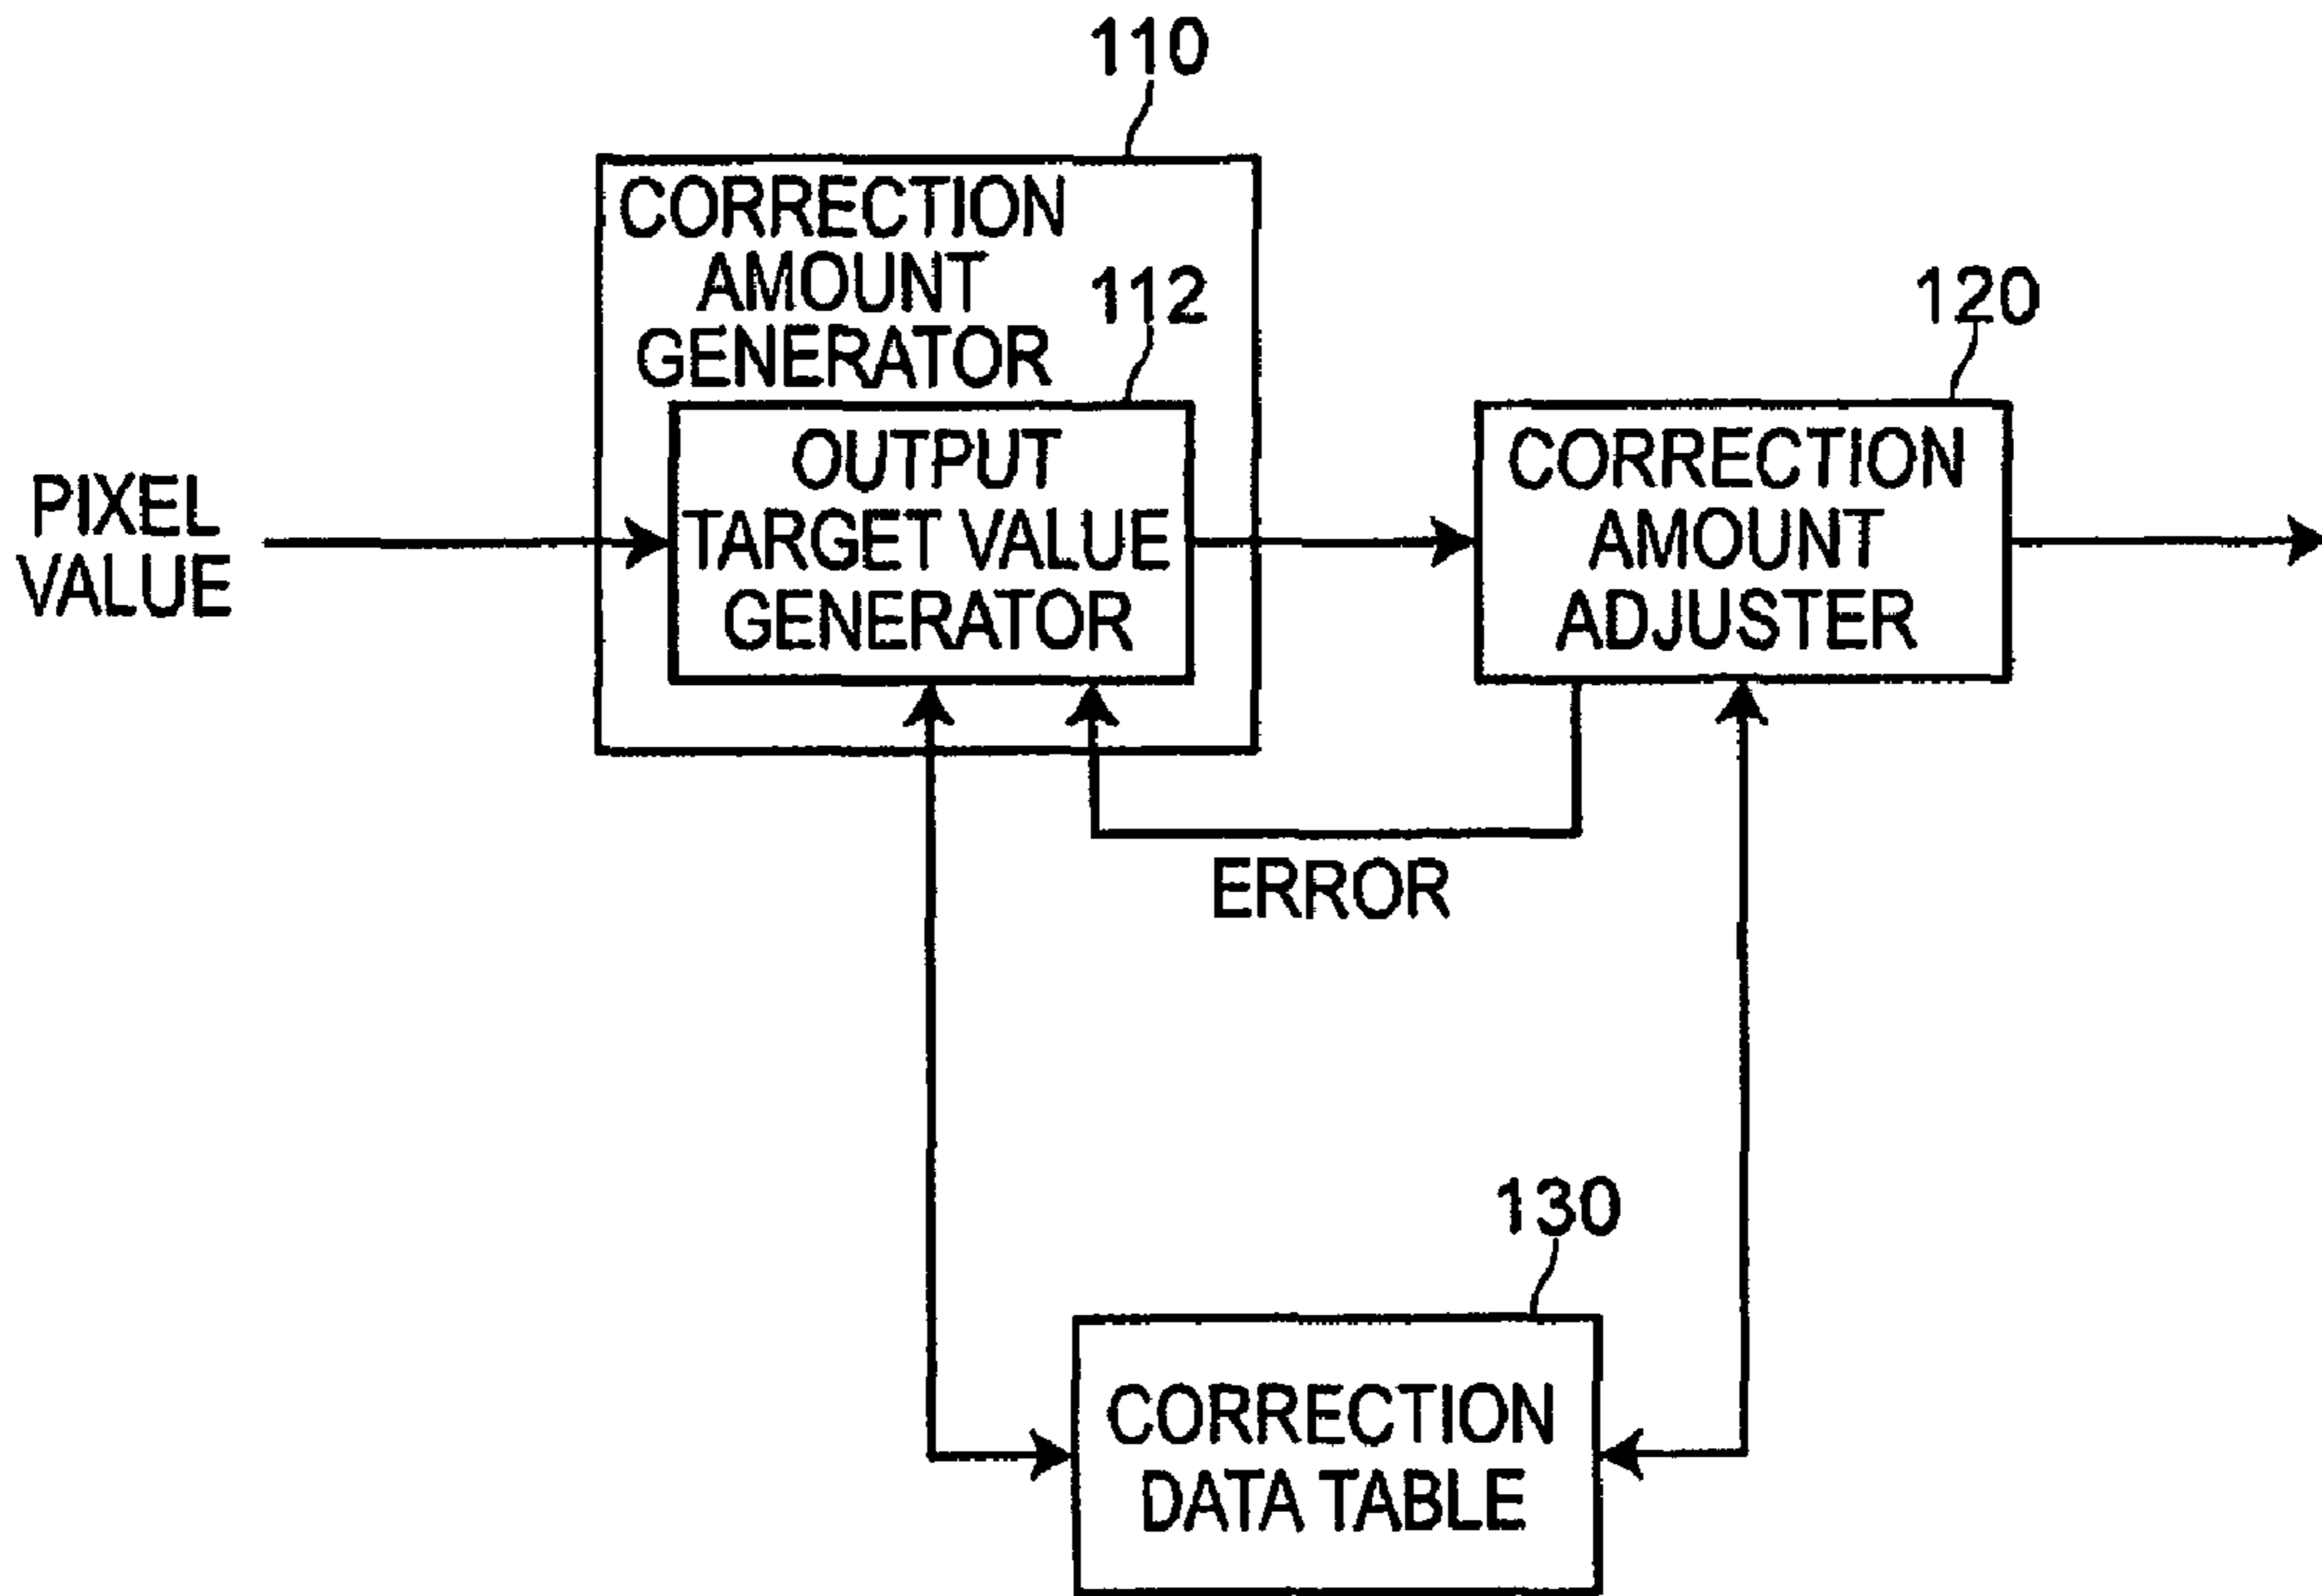 110
CORRECTION
AMOUNT
GENERATOR
112
120
PIXEL
VALUE
OUTPUT
TARGET VALUE
GENERATOR
CORRECTION
AMOUNT
ADJUSTER
ERROR
130
CORRECTION
DATA TABLE